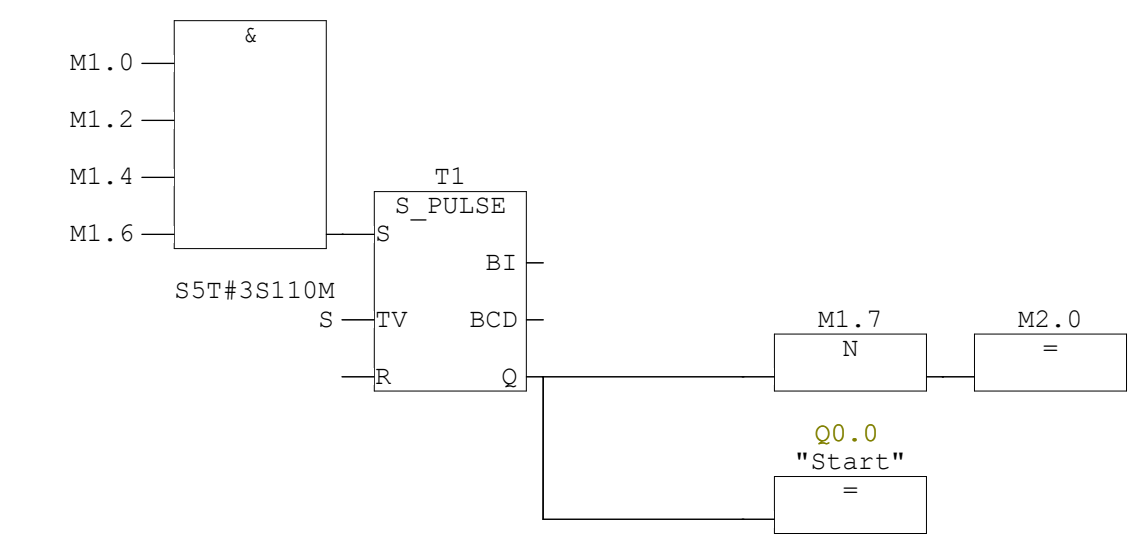 &
M1.0
M1.2
M1.4
T1
S_PULSE
M1.6
S
BI
S5T#3S110M
S
TV
BCD
M1.7
M2.0
N
=
R
Q
Q0.0
"Start"
=